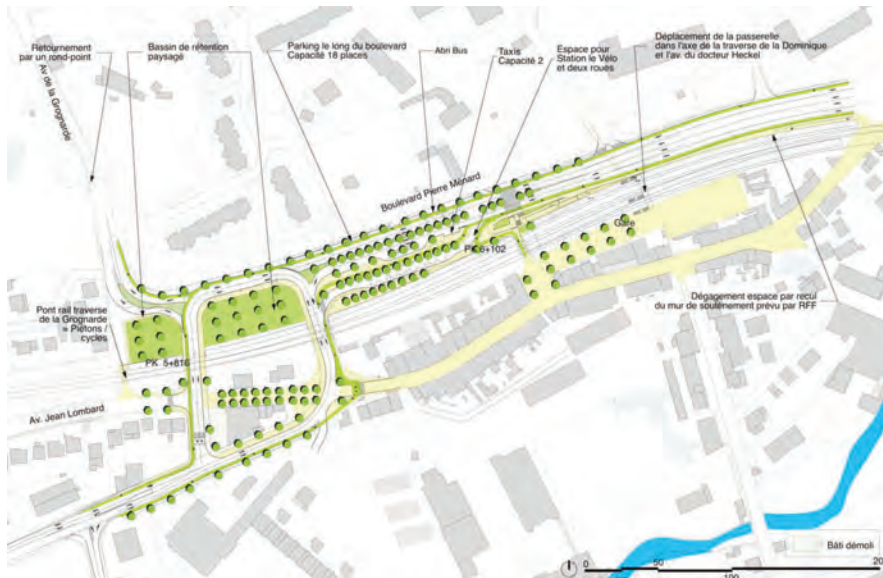 Retournement
par un rond-point
Bassin de rétention
paysagé
Parking le long du boulevard
Capacité 18 places
Abri Bus
Taxis
Capacité 2
Espace pour
Station le Vélo
et deux roues
Déplacement de la passerelle
dans l'axe de la traverse de la Dominique
et l'av. du docteur Heckel
Av de la Grognarde
Boulevard Pierre Ménard
PK 6+102
Gare
Dégagement espace par recul
du mur de soutènement prévu par RFF
Pont rail traverse
de la Grognarde
= Piétons /
cycles
PK 5+816
Av. Jean Lombard
Bâti démoli
0
50
100
20